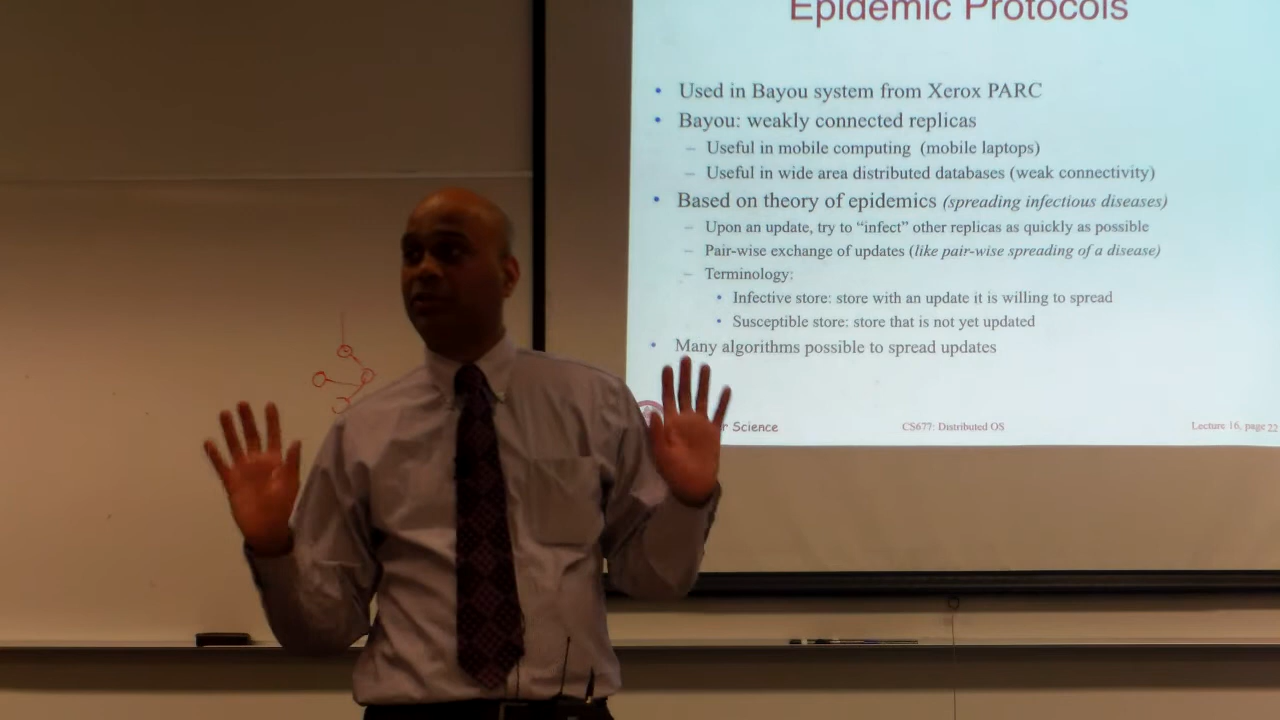 Epidemic Protocols
• Used in Bayou system from Xerox PARC
• Bayou: weakly connected replicas
– Useful in mobile computing (mobile laptops)
– Useful in wide area distributed databases (weak connectivity)
• Based on theory of epidemics (spreading infectious diseases)
– Upon an update, try to “infect” other replicas as quickly as possible
– Pair-wise exchange of updates (like pair-wise spreading of a disease)
– Terminology:
• Infective store: store with an update it is willing to spread
• Susceptible store: store that is not yet updated
• Many algorithms possible to spread updates
r Science CS677: Distributed OS Lecture 16, page 22